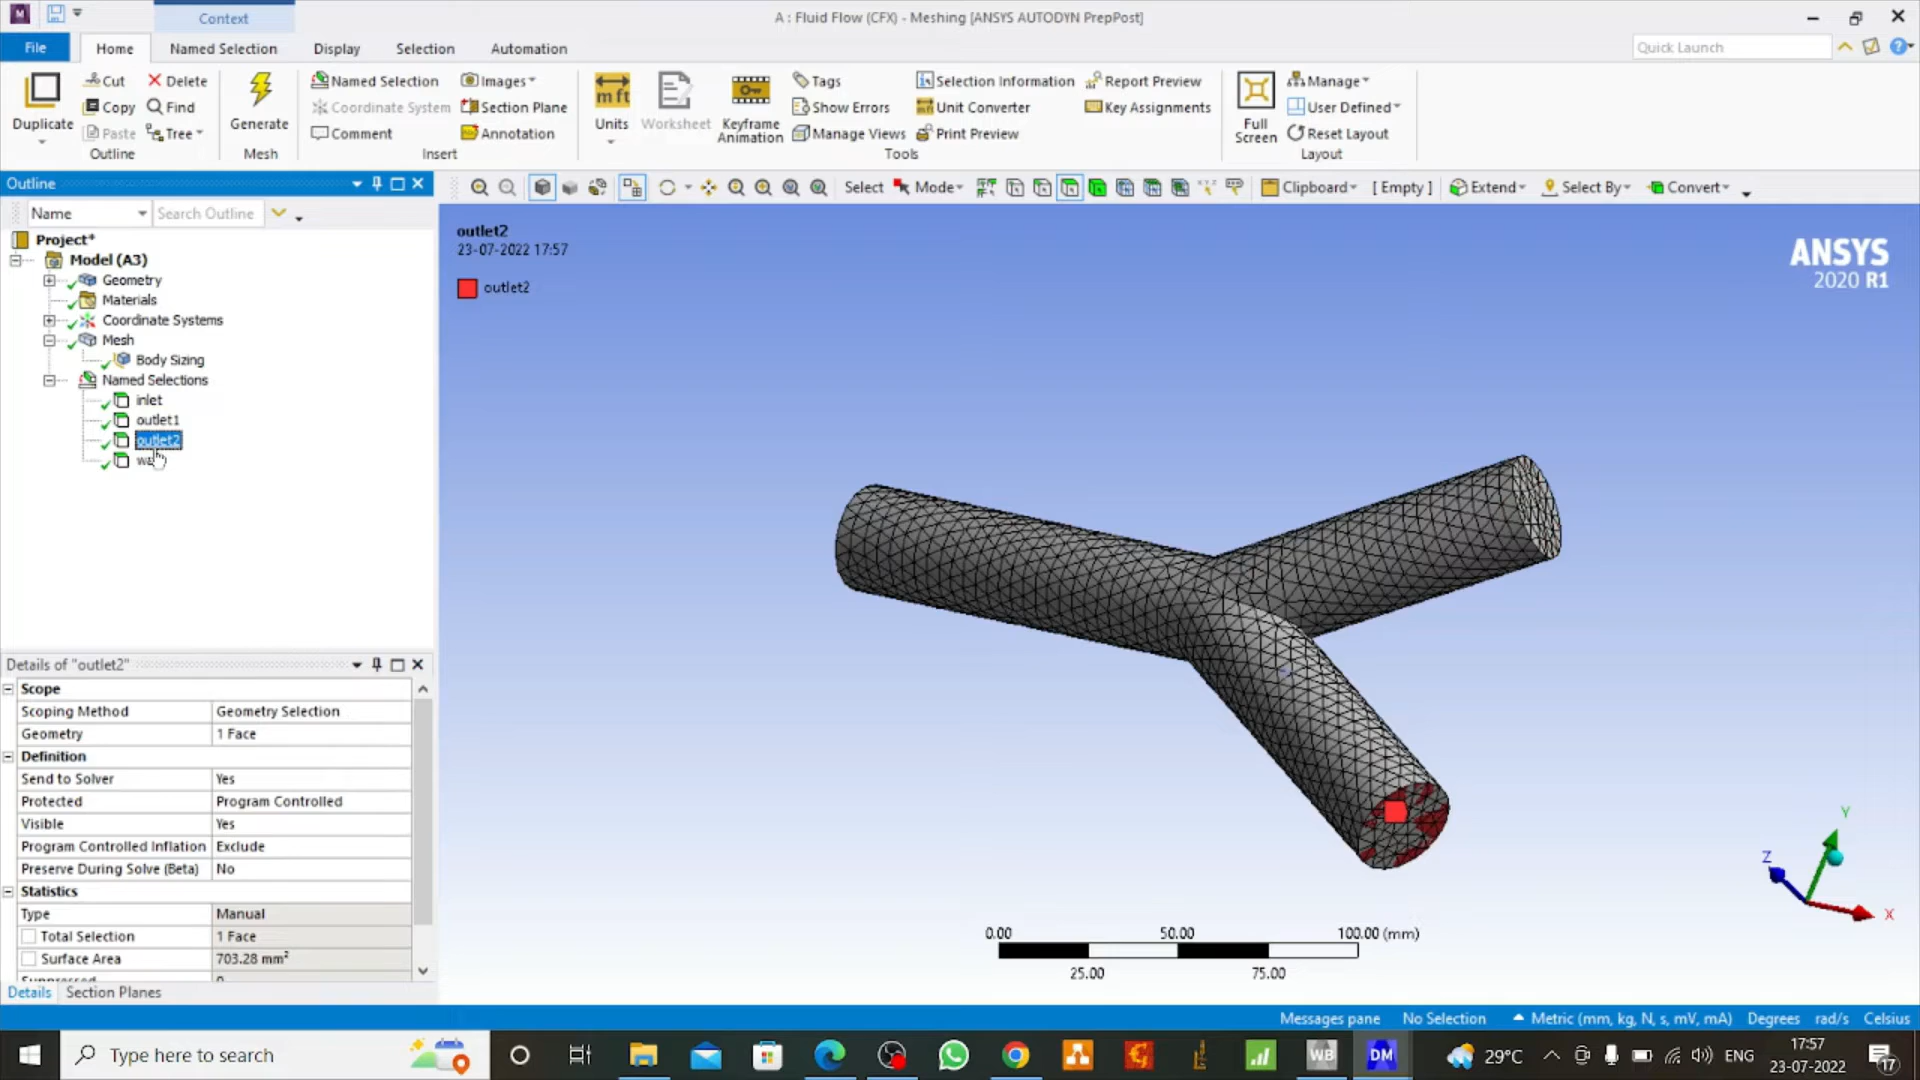 Context
A : Fluid Flow (CFX) - Meshing [ANSYS AUTODYN PrepPost]
File
Home
Named Selection
Display
Selection
Automation
Quick Launch
Duplicate
Cut
Copy
Paste
Delete
Find
Tree
Outline
Generate
Mesh
Named Selection
Coordinate System
Comment
Images
Section Plane
Annotation
Insert
mft
Units
Worksheet
Keyframe
Animation
Tags
Show Errors
Manage Views
Selection Information
Unit Converter
Print Preview
Report Preview
Key Assignments
Tools
Full
Screen
Manage
User Defined
Reset Layout
Layout
Outline
Select
Mode
Clipboard
[ Empty ]
Extend
Select By
Convert
Name
Search Outline
Project*
Model (A3)
Geometry
Materials
Coordinate Systems
Mesh
Body Sizing
Named Selections
inlet
outlet1
outlet2
outlet2
23-07-2022 17:57
outlet2
ANSYS
2020 R1
Details of "outlet2"
Scope
Scoping Method Geometry Selection
Geometry 1 Face
Definition
Send to Solver Yes
Protected Program Controlled
Visible Yes
Program Controlled Inflation Exclude
Preserve During Solve (Beta) No
Statistics
Type Manual
Total Selection 1 Face
Surface Area 703.28 mm²
Details
Section Planes
0.00 50.00 100.00 (mm)
25.00 75.00
Y
Z
X
Messages pane
No Selection
Metric (mm, kg, N, s, mV, mA)
Degrees
rad/s
Celsius
Type here to search
WB
DM
29°C
ENG
17:57
23-07-2022
17